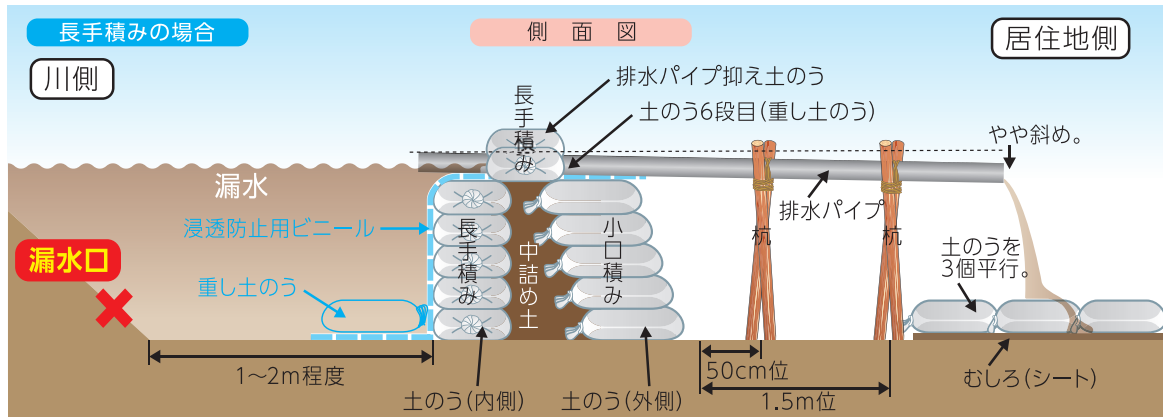 長手積みの場合
側面図
居住地側
川側
排水パイプ抑え土のう
土のう6段目(重し土のう)
長手積み
やや斜め。
漏水
排水パイプ
浸透防止用ビニール
長手積み
中詰め土
小口積み
杭
杭
土のうを
3個平行。
漏水口
重し土のう
1〜2m程度
50cm位
むしろ(シート)
土のう(内側)
土のう(外側)
1.5m位